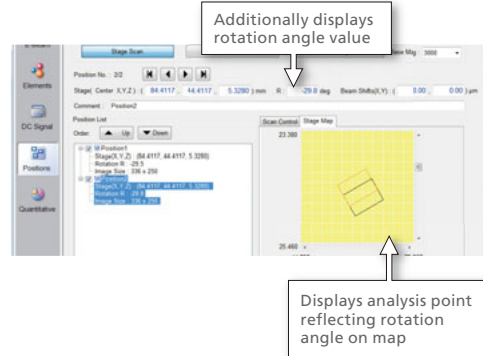 Additionally displays
rotation angle value
Stage Scan
Mag : 3000
Position No. : 2/2
Stage( Center X,Y,Z ) : ( 84.4117 , 44.4117 , 5.3280 ) mm R : -29.8 deg Beam Shifts(X,Y) : ( 0.00 , 0.00 ) µm
Elements
Comment : Position2
Position List
Scan Control Stage Map
Order: Up Down
DC Signal
23.380
Position1
Stage(X,Y,Z) : (84.4117, 44.4117, 5.3280)
Rotation R : -29.5
Image Size : 336 x 250
Position2
Stage(X,Y,Z) : (84.4117, 44.4117, 5.3280)
Rotation R : -29.8
Image Size : 336 x 250
Positions
Quantitative
25.460
Displays analysis point
reflecting rotation
angle on map